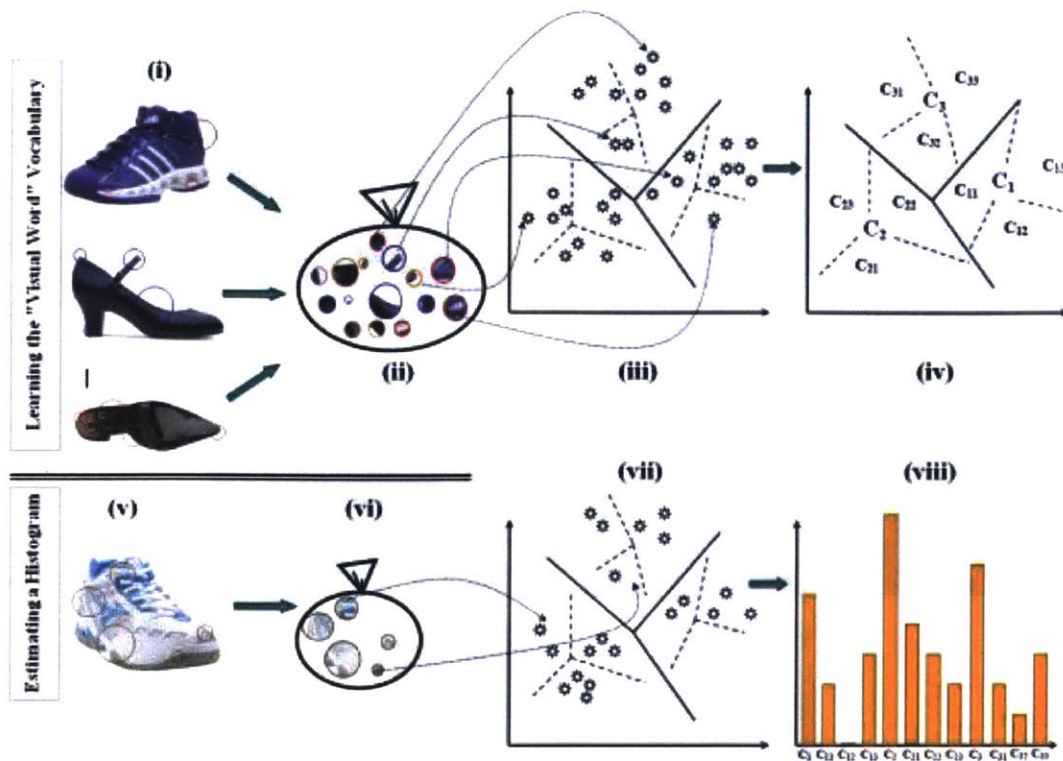 Learning the "Visual Word" Vocabulary
(i)
(ii)
(iii)
(iv)
C₃₁
C₃₃
C₃
C₃₂
C₂₃
C₂₂
C₂
C₂₁
C₁₁
C₁
C₁₃
C₁₂
Estimating a Histogram
(v)
(vi)
(vii)
(viii)